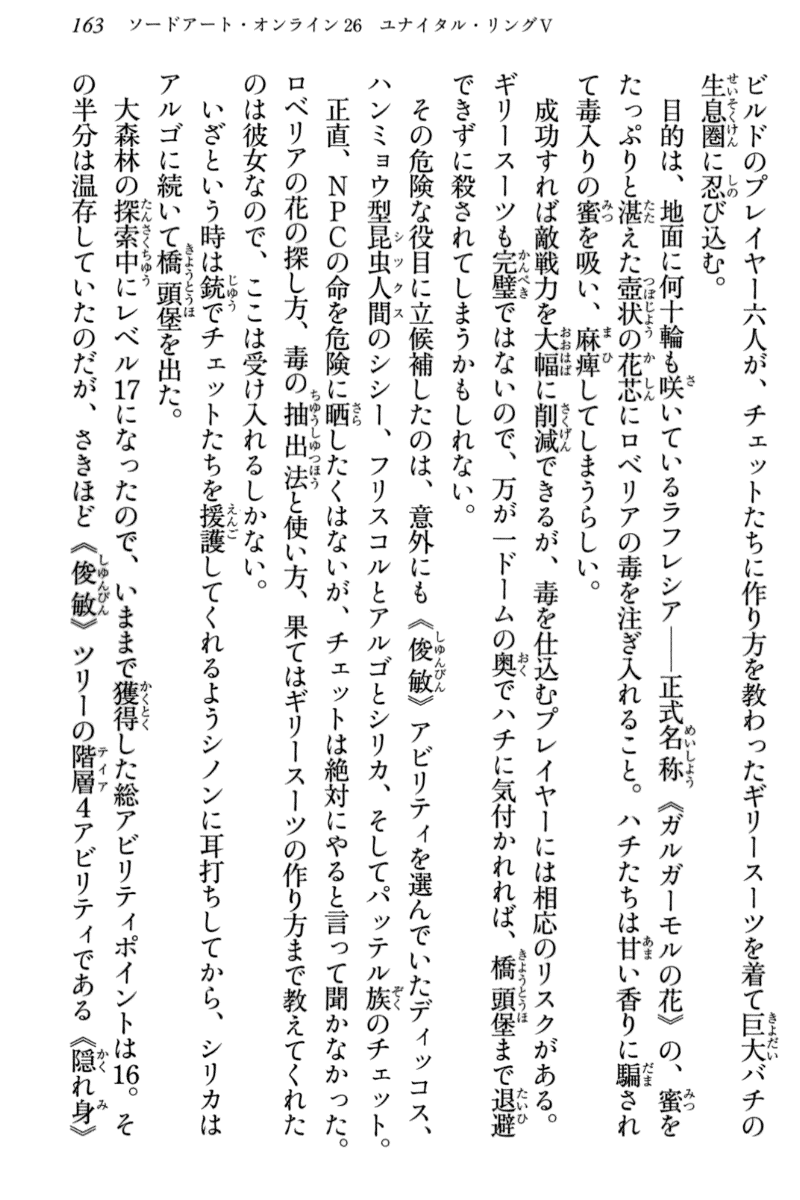 163　ソードアート・オンライン26　ユナイタル・リングⅤ
ビルドのプレイヤー六人が、チェットたちに作り方を教わったギリースーツを着て巨大バチの
生息圏に忍び込む。
　目的は、地面に何十輪も咲いているラフレシア――正式名称《ガルガーモルの花》の、蜜を
たっぷりと湛えた壺状の花芯にロベリアの毒を注ぎ入れること。ハチたちは甘い香りに騙され
て毒入りの蜜を吸い、麻痺してしまうらしい。
　成功すれば敵戦力を大幅に削減できるが、毒を仕込むプレイヤーには相応のリスクがある。
ギリースーツも完璧ではないので、万が一ドームの奥でハチに気付かれれば、橋頭堡まで退避
できずに殺されてしまうかもしれない。
　その危険な役目に立候補したのは、意外にも《俊敏》アビリティを選んでいたディッコス、
ハンミョウ型昆虫人間のシシー、フリスコルとアルゴとシリカ、そしてパッテル族のチェット。
　正直、ＮＰＣの命を危険に晒したくはないが、チェットは絶対にやると言って聞かなかった。
ロベリアの花の探し方、毒の抽出法と使い方、果てはギリースーツの作り方まで教えてくれた
のは彼女なので、ここは受け入れるしかない。
　いざという時は銃でチェットたちを援護してくれるようシノンに耳打ちしてから、シリカは
アルゴに続いて橋頭堡を出た。
　大森林の探索中にレベル17になったので、いままで獲得した総アビリティポイントは16。そ
の半分は温存していたのだが、さきほど《俊敏》ツリーの階層４アビリティである《隠れ身》